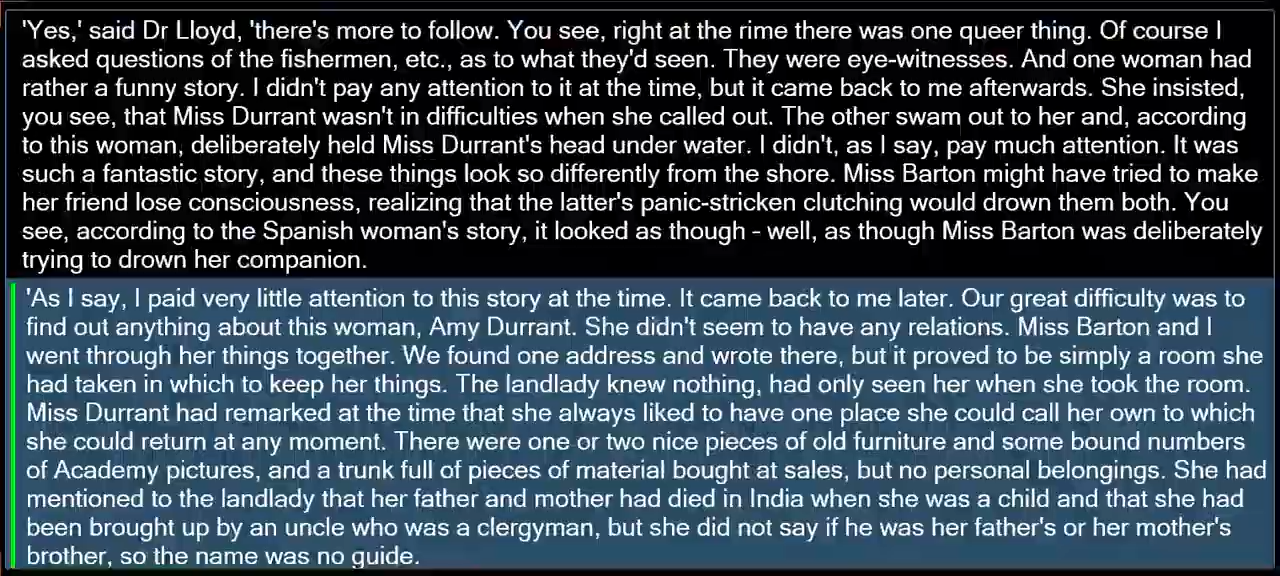 'Yes,' said Dr Lloyd, 'there's more to follow. You see, right at the rime there was one queer thing. Of course I
asked questions of the fishermen, etc., as to what they'd seen. They were eye-witnesses. And one woman had
rather a funny story. I didn't pay any attention to it at the time, but it came back to me afterwards. She insisted,
you see, that Miss Durrant wasn't in difficulties when she called out. The other swam out to her and, according
to this woman, deliberately held Miss Durrant's head under water. I didn't, as I say, pay much attention. It was
such a fantastic story, and these things look so differently from the shore. Miss Barton might have tried to make
her friend lose consciousness, realizing that the latter's panic-stricken clutching would drown them both. You
see, according to the Spanish woman's story, it looked as though - well, as though Miss Barton was deliberately
trying to drown her companion.
'As I say, I paid very little attention to this story at the time. It came back to me later. Our great difficulty was to
find out anything about this woman, Amy Durrant. She didn't seem to have any relations. Miss Barton and I
went through her things together. We found one address and wrote there, but it proved to be simply a room she
had taken in which to keep her things. The landlady knew nothing, had only seen her when she took the room.
Miss Durrant had remarked at the time that she always liked to have one place she could call her own to which
she could return at any moment. There were one or two nice pieces of old furniture and some bound numbers
of Academy pictures, and a trunk full of pieces of material bought at sales, but no personal belongings. She had
mentioned to the landlady that her father and mother had died in India when she was a child and that she had
been brought up by an uncle who was a clergyman, but she did not say if he was her father's or her mother's
brother, so the name was no guide.